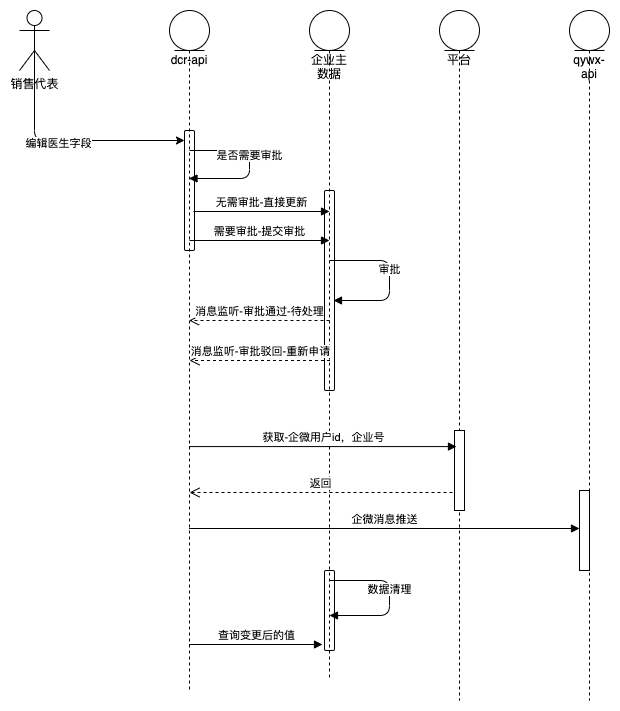 销售代表
dcr-api
企业主
数据
平台
qywx-
api
编辑医生字段
是否需要审批
无需审批-直接更新
需要审批-提交审批
审批
消息监听-审批通过-待处理
消息监听-审批驳回-重新申请
获取-企微用户id，企业号
返回
企微消息推送
数据清理
查询变更后的值